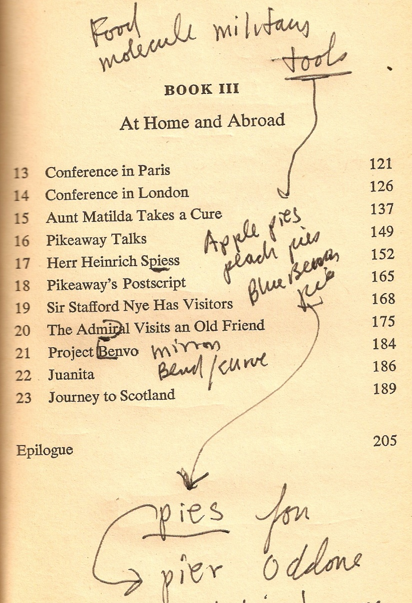 Food
molecule military
tools
BOOK III
At Home and Abroad
13 Conference in Paris 121
14 Conference in London 126
15 Aunt Matilda Takes a Cure 137
16 Pikeaway Talks 149
Apple pies
17 Herr Heinrich Spiess 152
peach pies
18 Pikeaway's Postscript 165
Blue
19 Sir Stafford Nye Has Visitors 168
20 The Admiral Visits an Old Friend 175
21 Project Benvo 184
mirror
22 Juanita 186
Bend/curve
23 Journey to Scotland 189
Epilogue 205
pies for
pier Oddone